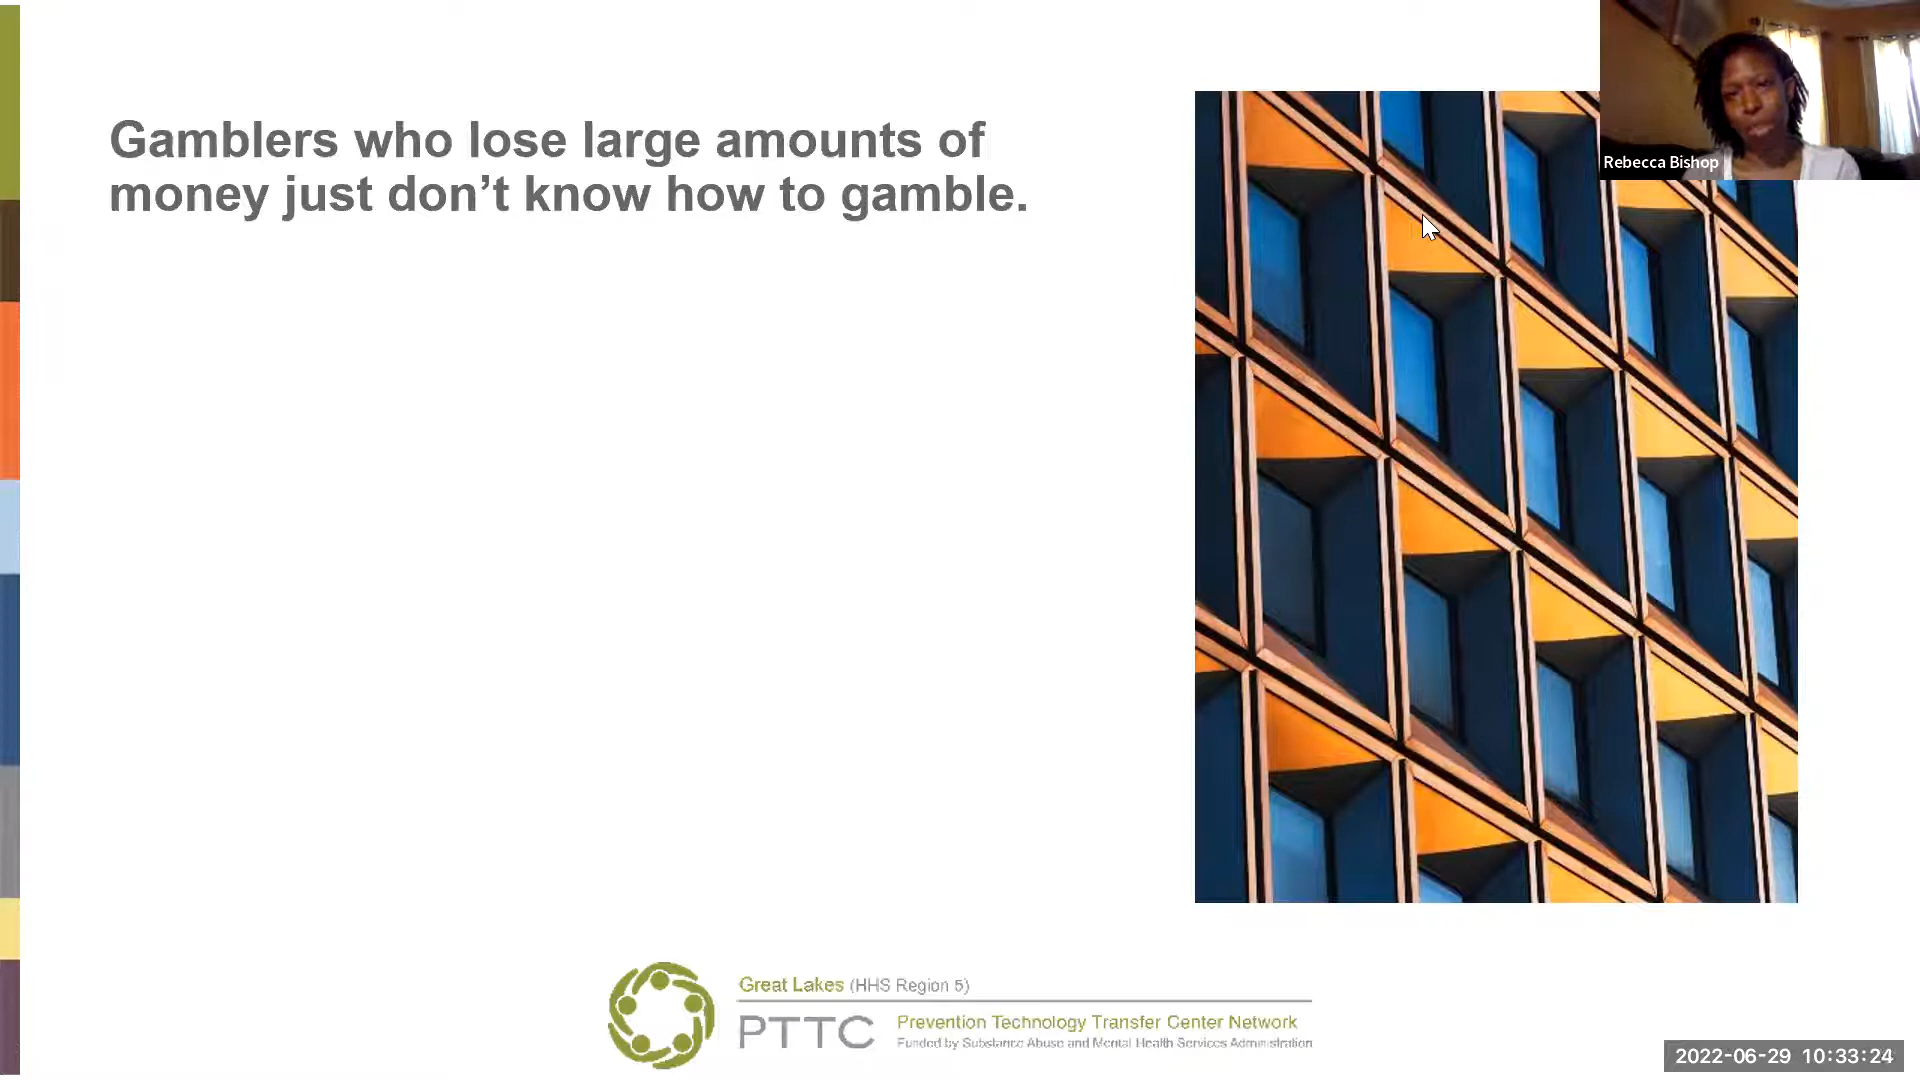 Gamblers who lose large amounts of
money just don’t know how to gamble.
Rebecca Bishop
Great Lakes (HHS Region 5)
PTTC
Prevention Technology Transfer Center Network
Funded by Substance Abuse and Mental Health Services Administration
2022-06-29 10:33:24